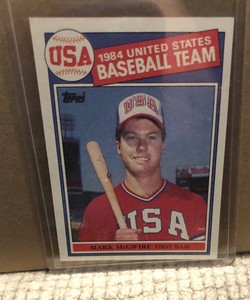 USA
1984 UNITED STATES
BASEBALL TEAM
Topps
USA
USA
MARK McGWIRE FIRST BASE